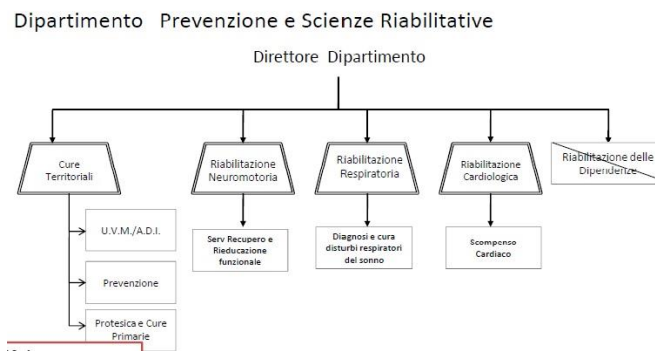 Dipartimento Prevenzione e Scienze Riabilitative
Direttore Dipartimento
Cure
Territoriali
Riabilitazione
Neuromotoria
Riabilitazione
Respiratoria
Riabilitazione
Cardiologica
Riabilitazione delle
Dipendenze
U.V.M./A.D.I.
Prevenzione
Protesica e Cure
Primarie
Serv Recupero e
Rieducazione
funzionale
Diagnosi e cura
disturbi respiratori
del sonno
Scompenso
Cardiaco